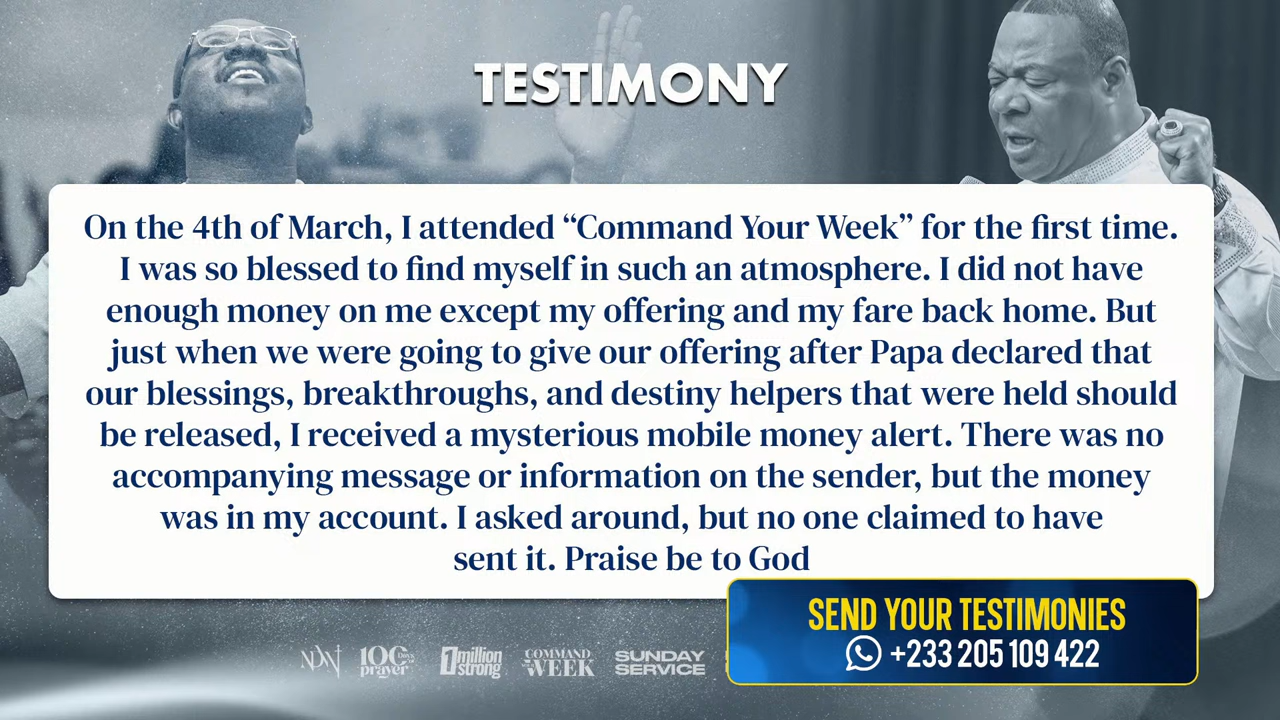 TESTIMONY
On the 4th of March, I attended “Command Your Week” for the first time.
I was so blessed to find myself in such an atmosphere. I did not have
enough money on me except my offering and my fare back home. But
just when we were going to give our offering after Papa declared that
our blessings, breakthroughs, and destiny helpers that were held should
be released, I received a mysterious mobile money alert. There was no
accompanying message or information on the sender, but the money
was in my account. I asked around, but no one claimed to have
sent it. Praise be to God
SEND YOUR TESTIMONIES
+233 205 109 422
100
prayer
1million
strong
COMMAND
WEEK
SUNDAY
SERVICE